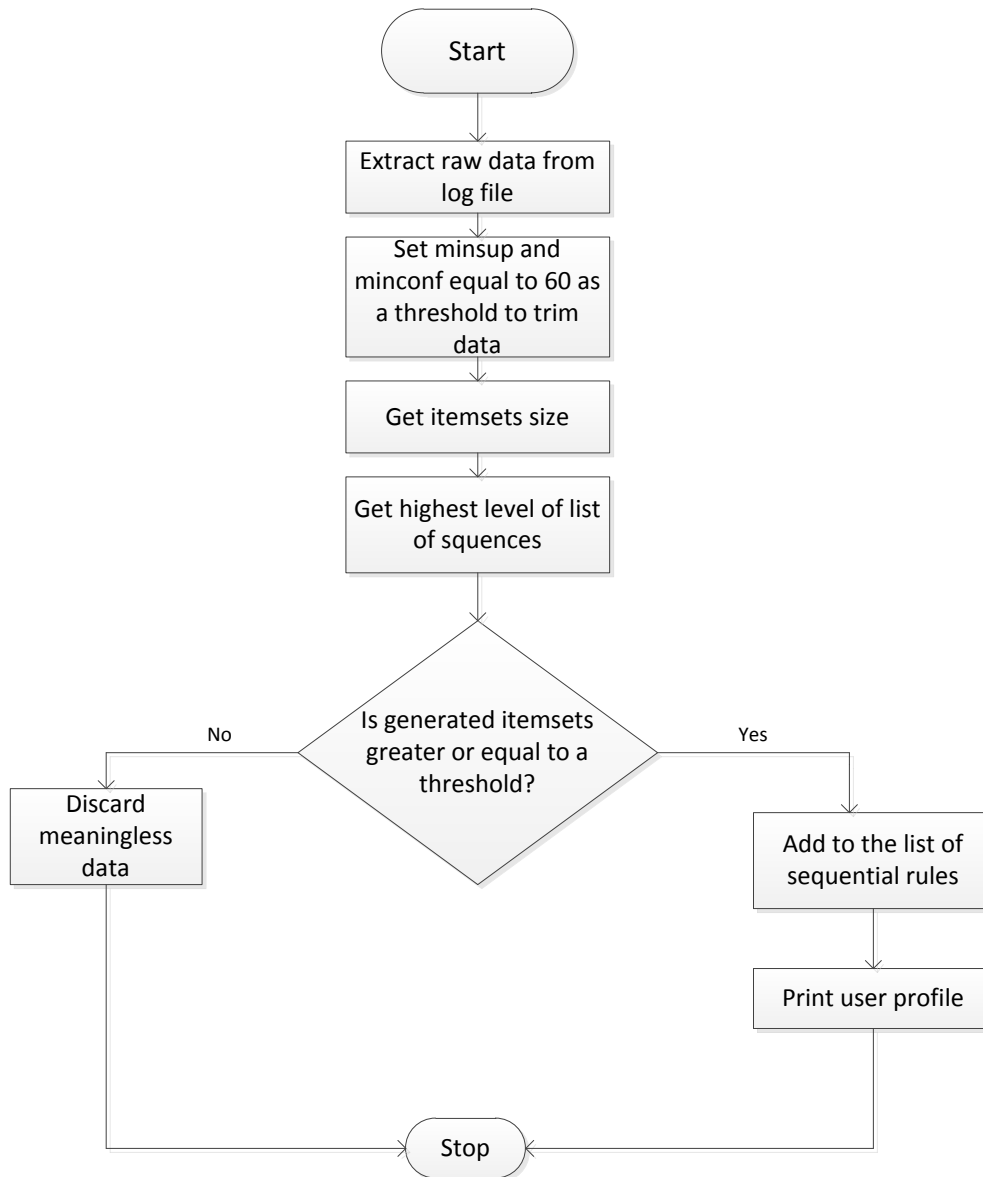 Start
Extract raw data from
log file
Set minsup and
minconf equal to 60 as
a threshold to trim
data
Get itemsets size
Get highest level of list
of squences
Is generated itemsets
greater or equal to a
threshold?
No
Yes
Discard
meaningless
data
Add to the list of
sequential rules
Print user profile
Stop